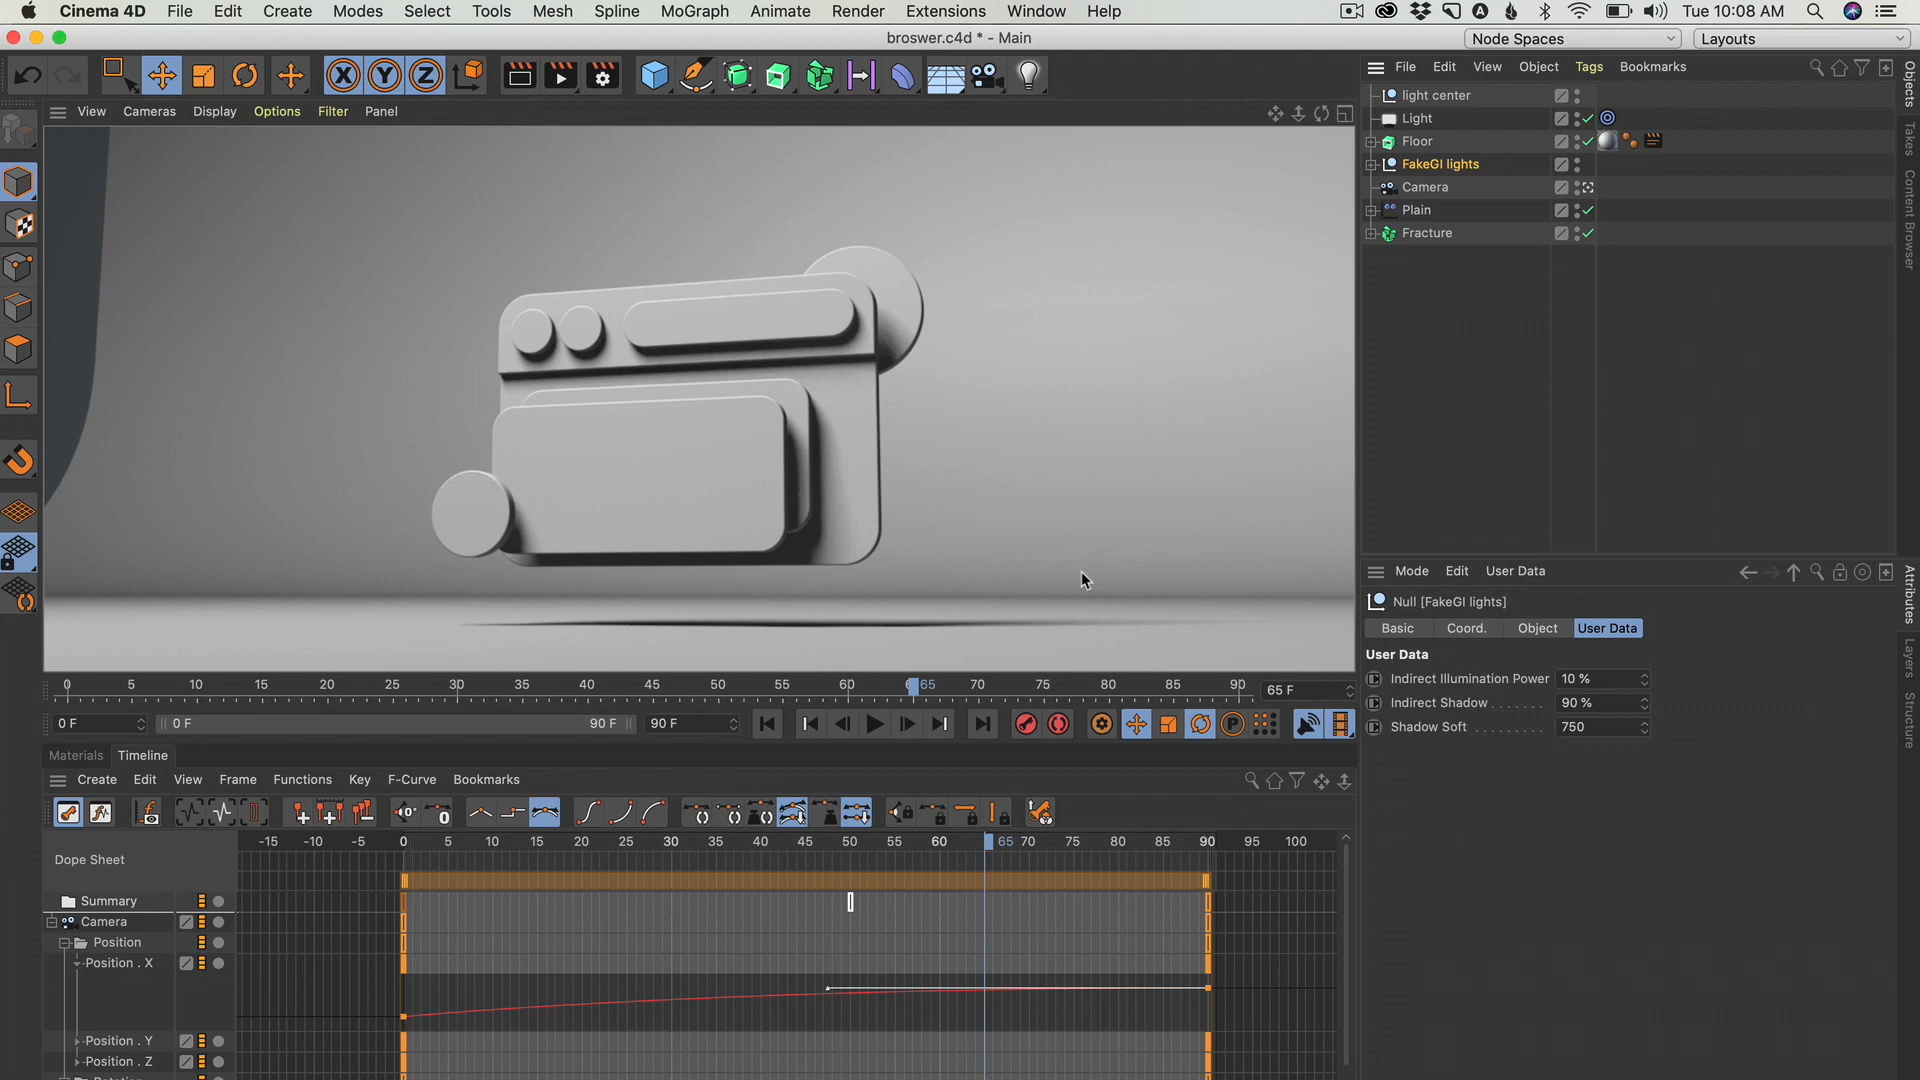 Cinema 4D File Edit Create Modes Select Tools Mesh Spline MoGraph Animate Render Extensions Window Help Tue 10:08 AM
broswer.c4d * - Main
Node Spaces Layouts
X Y Z
File Edit View Object Tags Bookmarks
View Cameras Display Options Filter Panel
light center
Light
Floor
FakeGI lights
Camera
Plain
Fracture
Objects
Takes
Content Browser
Mode Edit User Data
Null [FakeGI lights]
Basic Coord. Object User Data
User Data
Indirect Illumination Power 10 %
Indirect Shadow 90 %
Shadow Soft 750
Attributes
Layers
Structure
0 5 10 15 20 25 30 35 40 45 50 55 60 65 70 75 80 85 90 65 F
0 F 0 F 90 F 90 F P
Materials Timeline
Create Edit View Frame Functions Key F-Curve Bookmarks
-15 -10 -5 0 5 10 15 20 25 30 35 40 45 50 55 60 65 70 75 80 85 90 95 100
Dope Sheet
Summary
Camera
Position
Position . X
Position . Y
Position . Z